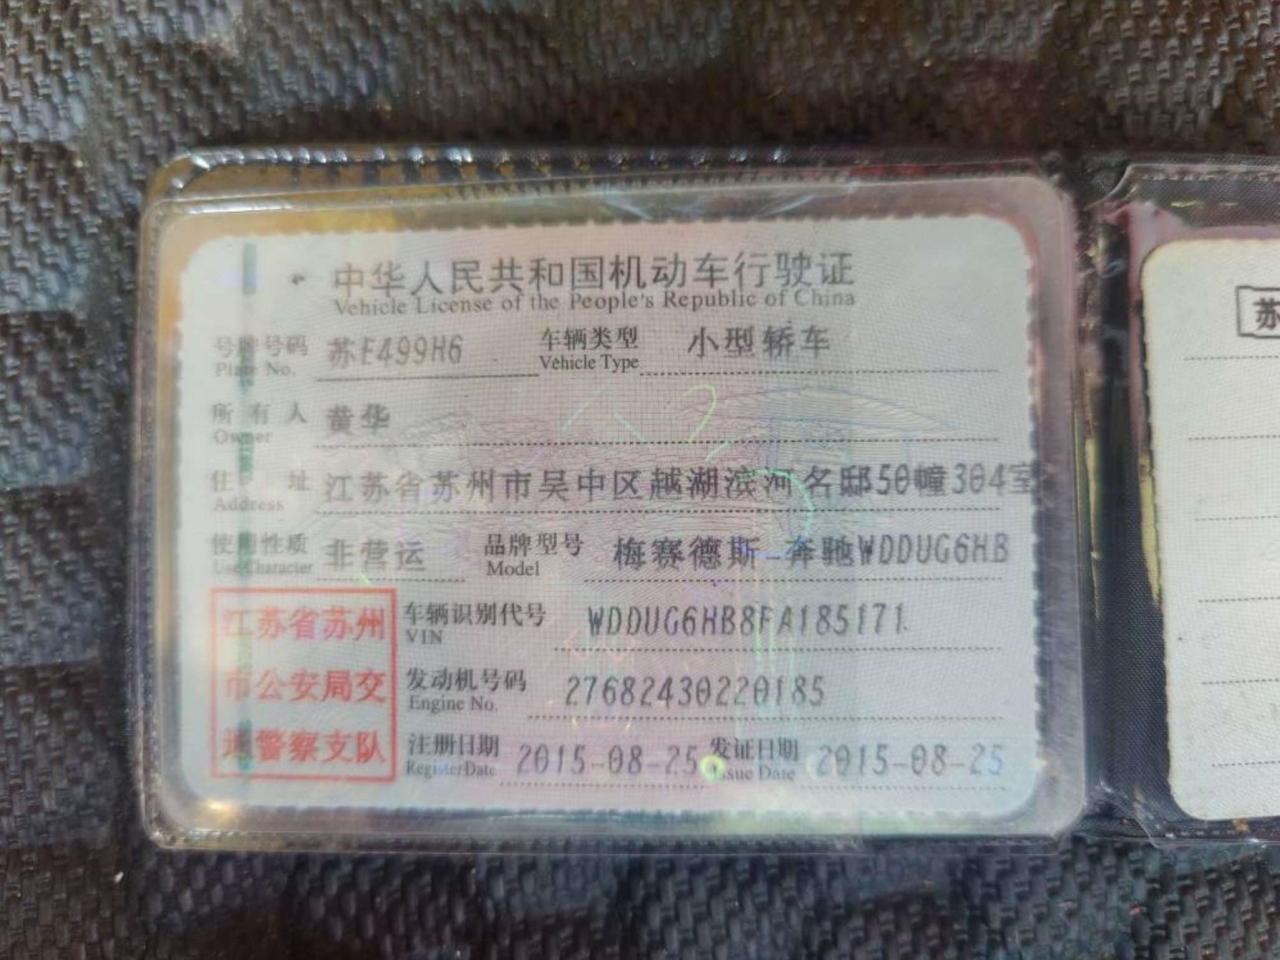 中华人民共和国机动车行驶证
Vehicle License of the People's Republic of China
号牌号码 苏E499H6 车辆类型 小型轿车
Plate No. Vehicle Type
所有人 黄华
Owner
住址 江苏省苏州市吴中区越湖滨河名邸50幢304室
Address
使用性质 非营运 品牌型号 梅赛德斯-奔驰WDDUG6HB
Use Character Model
江苏省苏州 车辆识别代号 WDDUG6HB8FA185171
VIN
市公安局交 发动机号码 27682430220185
Engine No.
通警察支队 注册日期 2015-08-25 发证日期 2015-08-25
Register Date Issue Date
苏